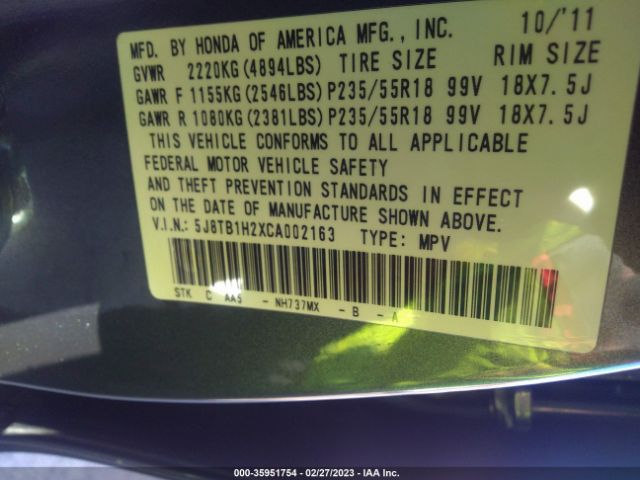 10/'11
MFD. BY HONDA OF AMERICA MFG., INC.
GVWR 2220KG(4894LBS) TIRE SIZE RIM SIZE
GAWR F 1155KG(2546LBS) P235/55R18 99V 18X7.5J
GAWR R 1080KG(2381LBS) P235/55R18 99V 18X7.5J
THIS VEHICLE CONFORMS TO ALL APPLICABLE
FEDERAL MOTOR VEHICLE SAFETY
AND THEFT PREVENTION STANDARDS IN EFFECT
ON THE DATE OF MANUFACTURE SHOWN ABOVE.
V.I.N.: 5J8TB1H2XCA002163 TYPE: MPV
STK C AA5 - NH737MX - B - A
000-35951754 - 02/27/2023 - IAA Inc.